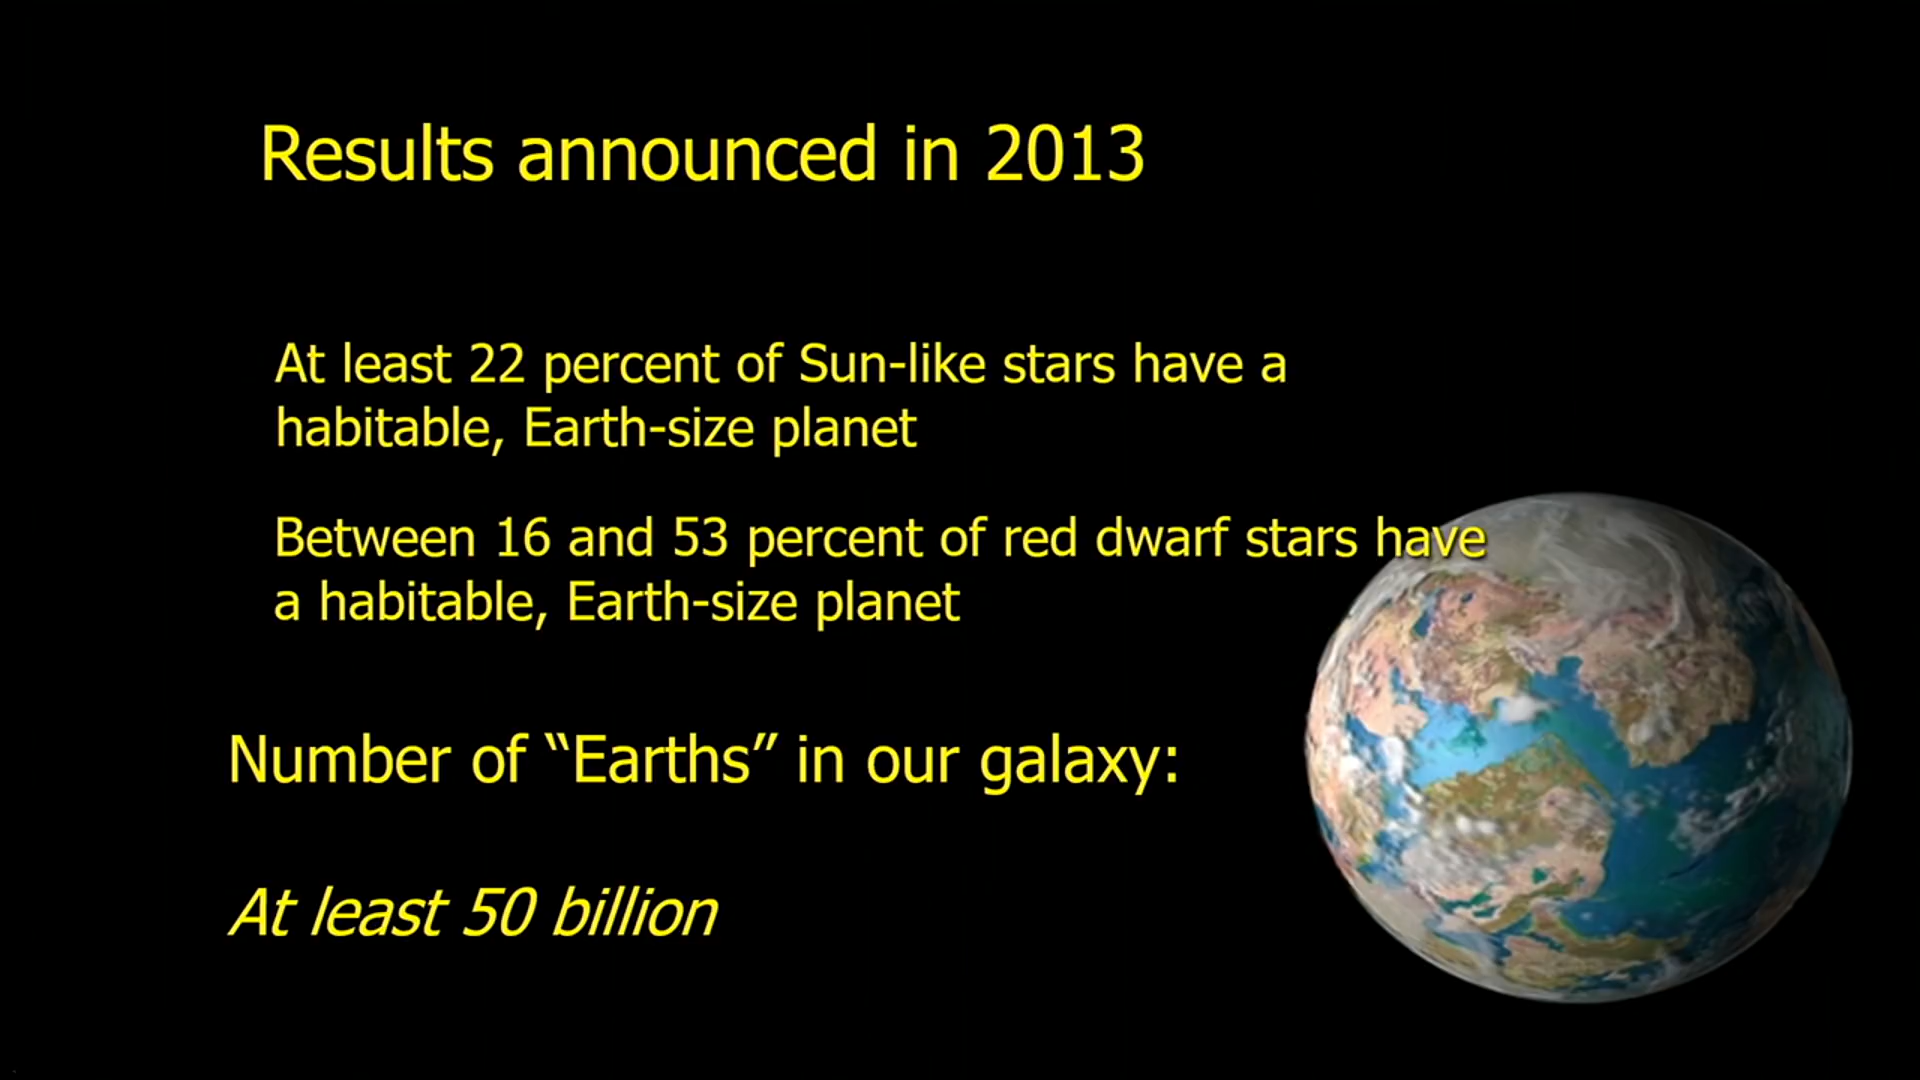 Results announced in 2013
At least 22 percent of Sun-like stars have a
habitable, Earth-size planet
Between 16 and 53 percent of red dwarf stars have
a habitable, Earth-size planet
Number of “Earths” in our galaxy:
At least 50 billion